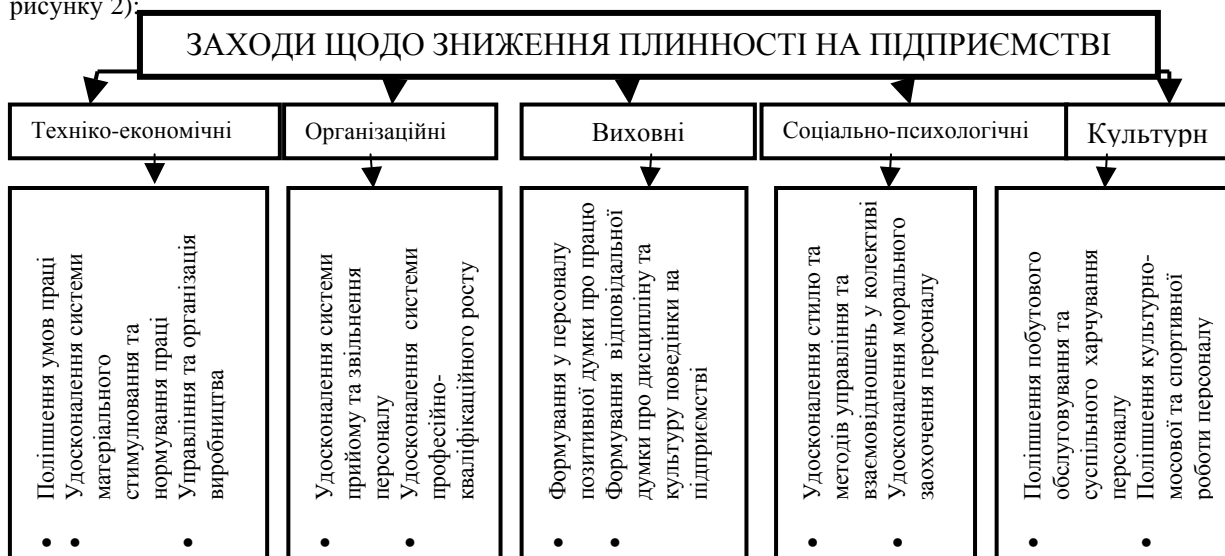 рисунку 2):
ЗАХОДИ ЩОДО ЗНИЖЕННЯ ПЛИННОСТІ НА ПІДПРИЄМСТВІ
Техніко-економічні
Організаційні
Виховні
Соціально-психологічні
Культурн
• Поліпшення умов праці
• Удосконалення системи
матеріального
стимулювання та
нормування праці
• Управління та організація
виробництва
• Удосконалення системи
прийому та звільнення
персоналу
• Удосконалення системи
професійно-
кваліфікаційного росту
• Формування у персоналу
позитивної думки про працю
• Формування відповідальної
думки про дисципліну та
культуру поведінки на
підприємстві
• Удосконалення стилю та
методів управління та
взаємовідношень у колективі
• Удосконалення морального
заохочення персоналу
• Поліпшення побутового
обслуговування та
суспільного харчування
персоналу
• Поліпшення культурно-
мосової та спортивної
роботи персоналу